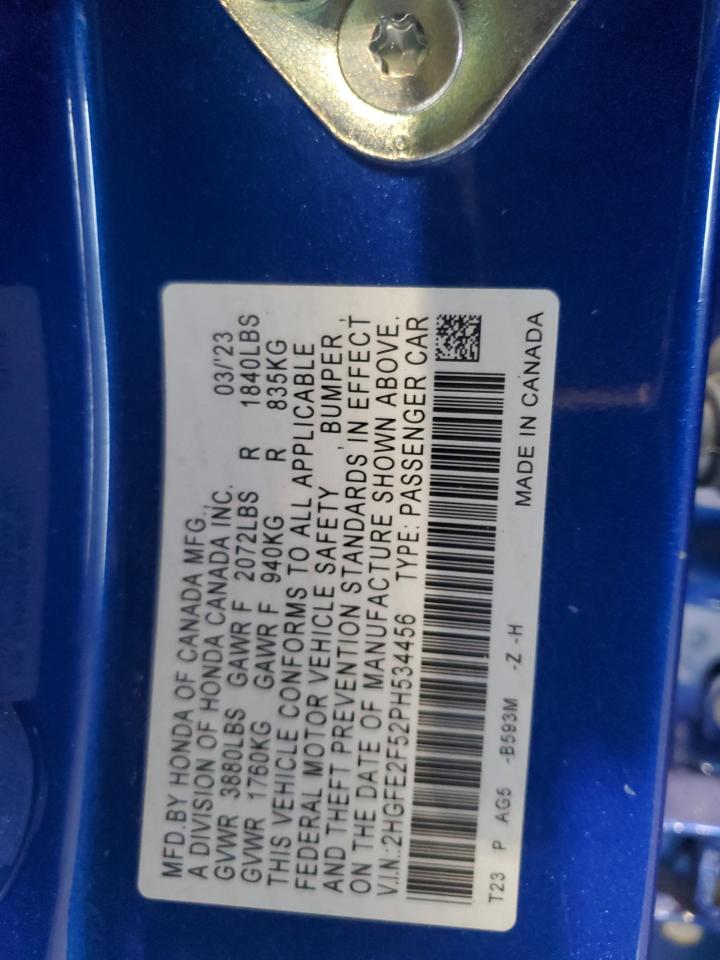 MFD.BY HONDA OF CANADA MFG.,
A DIVISION OF HONDA CANADA INC. 03/'23
GVWR 3880LBS GAWR F 2072LBS R 1840LBS
GVWR 1760KG GAWR F 940KG R 835KG
THIS VEHICLE CONFORMS TO ALL APPLICABLE
FEDERAL MOTOR VEHICLE SAFETY, BUMPER,
AND THEFT PREVENTION STANDARDS IN EFFECT
ON THE DATE OF MANUFACTURE SHOWN ABOVE.
V.I.N.:2HGFE2F52PH534456 TYPE: PASSENGER CAR
T23 P AG5 -B593M -Z -H MADE IN CANADA